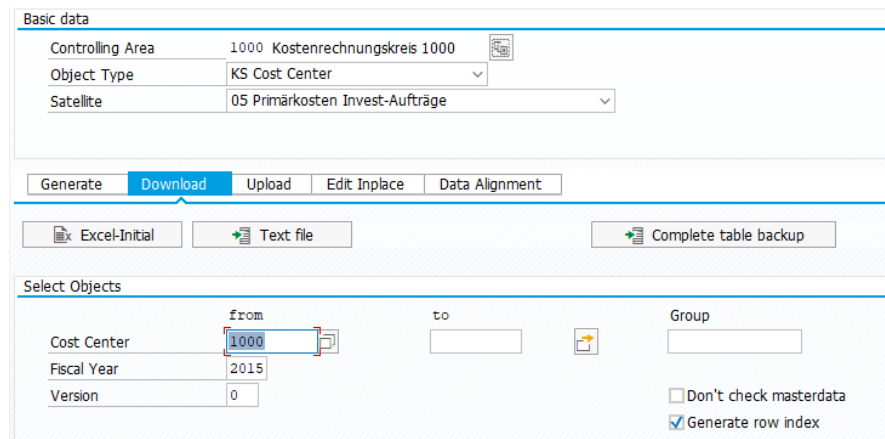 Basic data
Controlling Area 1000 Kostenrechnungskreis 1000
Object Type KS Cost Center
Satellite 05 Primärkosten Invest-Aufträge
Generate Download Upload Edit Inplace Data Alignment
Excel-Initial Text file Complete table backup
Select Objects
from to Group
Cost Center 1000
Fiscal Year 2015
Version 0 Don't check masterdata
Generate row index